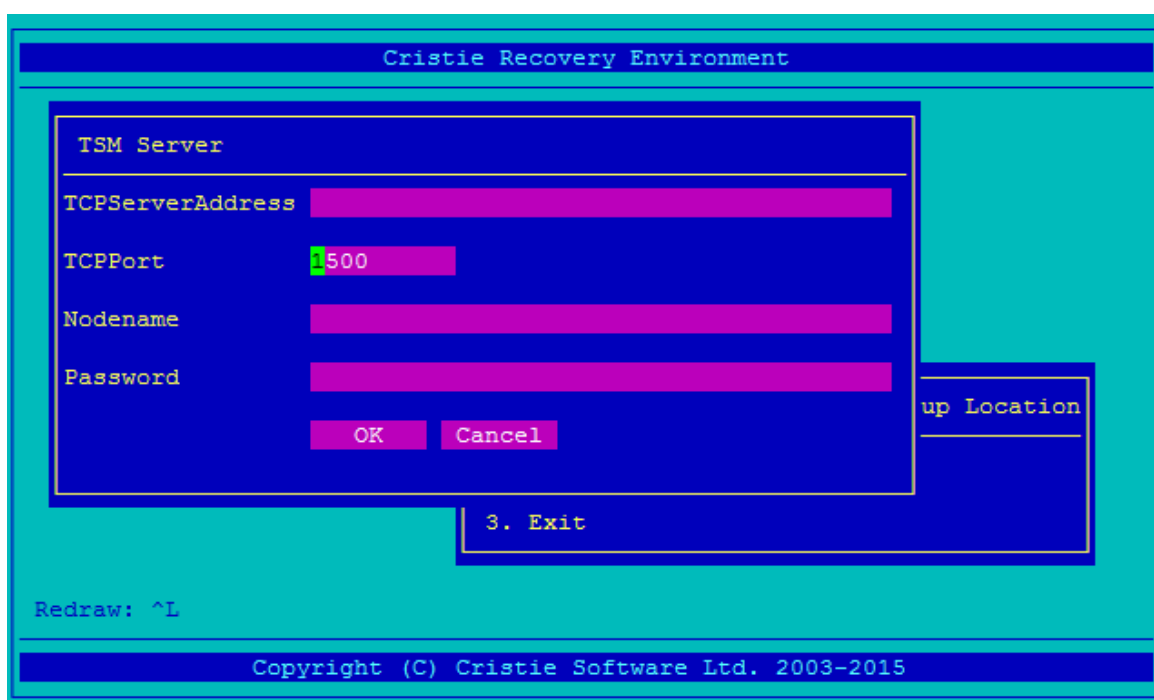 Cristie Recovery Environment
TSM Server
TCPServerAddress
TCPPort 1500
Nodename
Password
up Location
OK Cancel
3. Exit
Redraw: ^L
Copyright (C) Cristie Software Ltd. 2003-2015